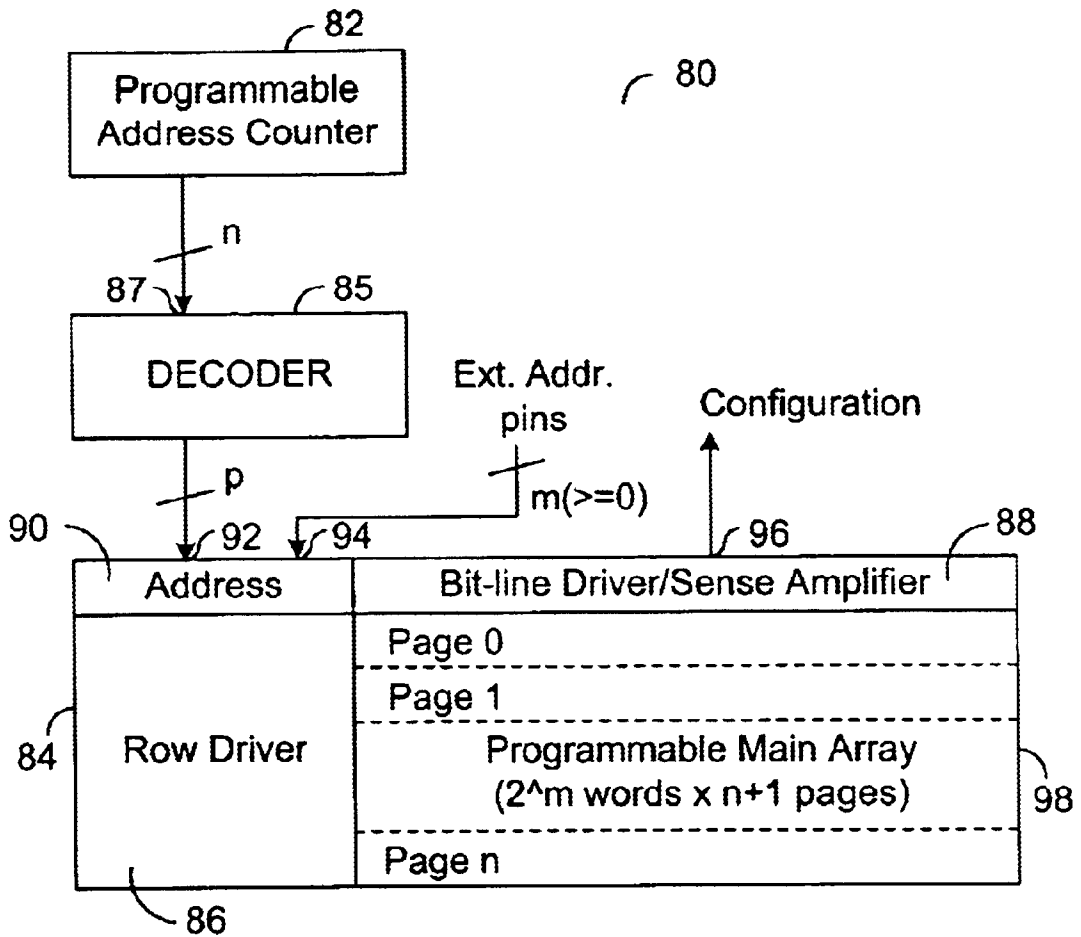 82
Programmable
Address Counter
80
n
87
85
DECODER
Ext. Addr.
pins
Configuration
p
m(>=0)
90
92
94
96
88
Address
Bit-line Driver/Sense Amplifier
Page 0
Page 1
84
Row Driver
Programmable Main Array
(2^m words x n+1 pages)
98
Page n
86